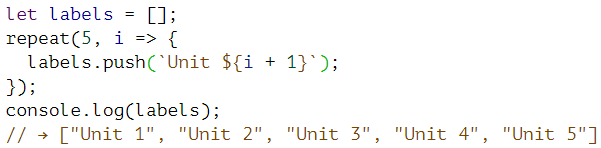 let labels = [];
repeat(5, i => {
  labels.push(`Unit ${i + 1}`);
});
console.log(labels);
// → ["Unit 1", "Unit 2", "Unit 3", "Unit 4", "Unit 5"]